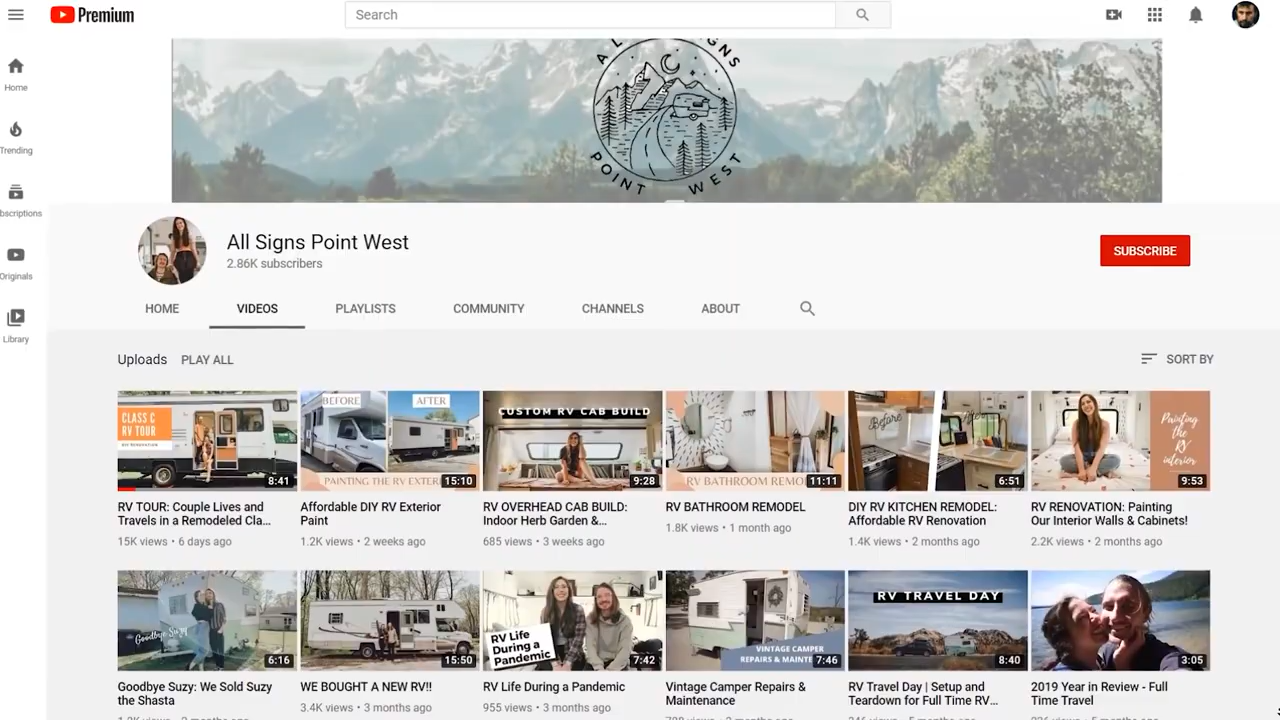 Premium
Search
POINT WEST
Home
Trending
bscriptions
Originals
Library
All Signs Point West
2.86K subscribers
SUBSCRIBE
HOME
VIDEOS
PLAYLISTS
COMMUNITY
CHANNELS
ABOUT
Uploads
PLAY ALL
SORT BY
CLASS C
RV TOUR
8:41
BEFORE
AFTER
PAINTING THE RV EXTER
15:10
CUSTOM RV CAB BUILD
9:28
RV BATHROOM REMO
11:11
Before
After
6:51
Painting
the
RV
interior
9:53
RV TOUR: Couple Lives and
Travels in a Remodeled Cla...
15K views • 6 days ago
Affordable DIY RV Exterior
Paint
1.2K views • 2 weeks ago
RV OVERHEAD CAB BUILD:
Indoor Herb Garden &...
685 views • 3 weeks ago
RV BATHROOM REMODEL
1.8K views • 1 month ago
DIY RV KITCHEN REMODEL:
Affordable RV Renovation
1.4K views • 2 months ago
RV RENOVATION: Painting
Our Interior Walls & Cabinets!
2.2K views • 2 months ago
Goodbye Suzy
6:16
15:50
RV Life
During a
Pandemic
7:42
VINTAGE CAMPER
REPAIRS & MAINTE
7:46
RV TRAVEL DAY
8:40
3:05
Goodbye Suzy: We Sold Suzy
the Shasta
WE BOUGHT A NEW RV!!
3.4K views • 3 months ago
RV Life During a Pandemic
955 views • 3 months ago
Vintage Camper Repairs &
Maintenance
RV Travel Day | Setup and
Teardown for Full Time RV...
2019 Year in Review - Full
Time Travel